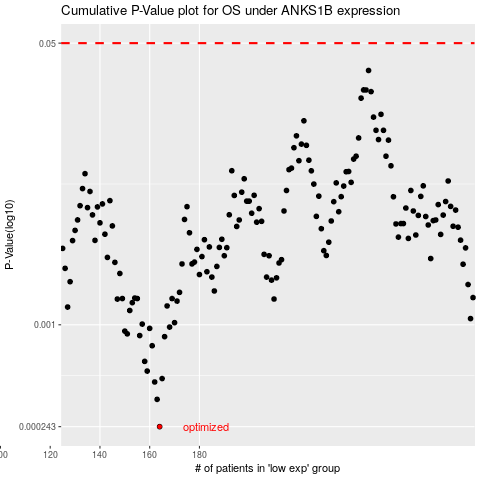 Cumulative P-Value plot for OS under ANKS1B expression
0.05
P-Value(log10)
0.001
0.000243
optimized
00 120 140 160 180
# of patients in 'low exp' group